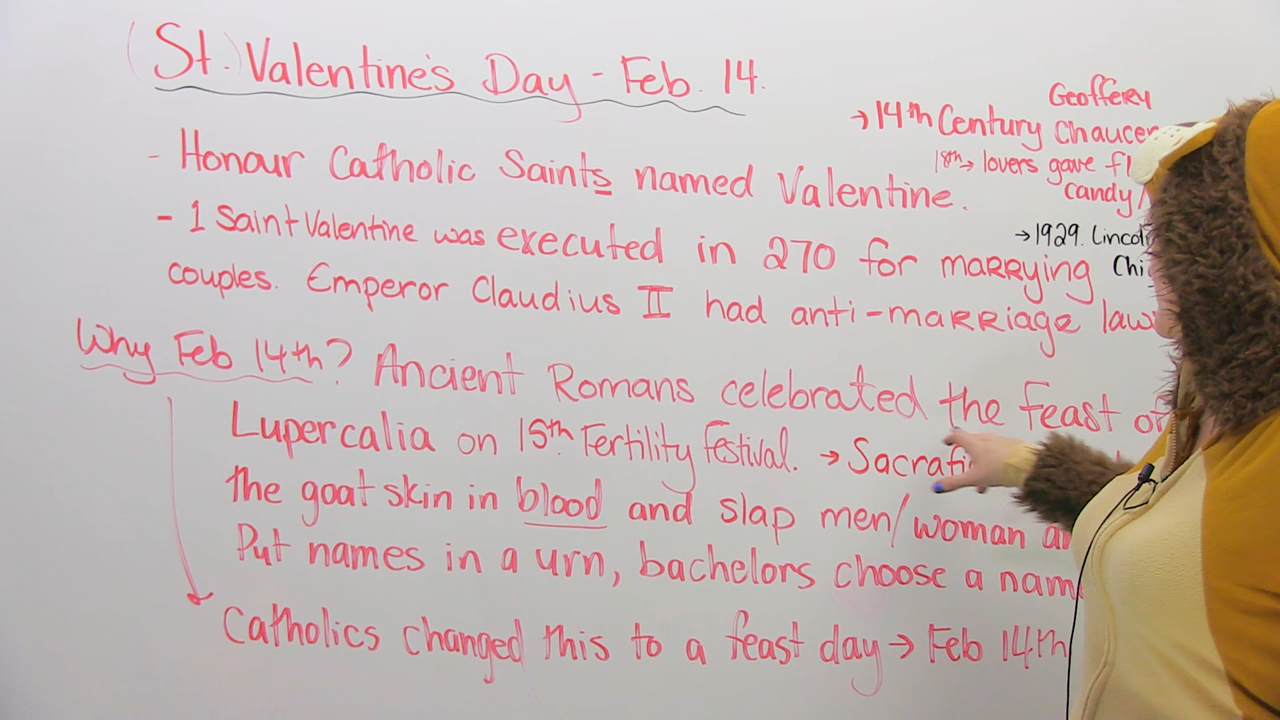 (St.) Valentine's Day - Feb. 14.
- Honour Catholic Saints named Valentine.
- 1 Saint Valentine was executed in 270 for marrying
couples. Emperor Claudius II had anti-marriage law
Why Feb 14th? Ancient Romans celebrated the feast of
Lupercalia on 15th. Fertility Festival. →
the goat skin in blood and slap men/woman
Put names in a urn, bachelors choose a
Catholics changed this to a feast day → Feb 14th
Geoffery
→ 14th Century Chaucer
18th → lovers gave
candy/
→ 1929.